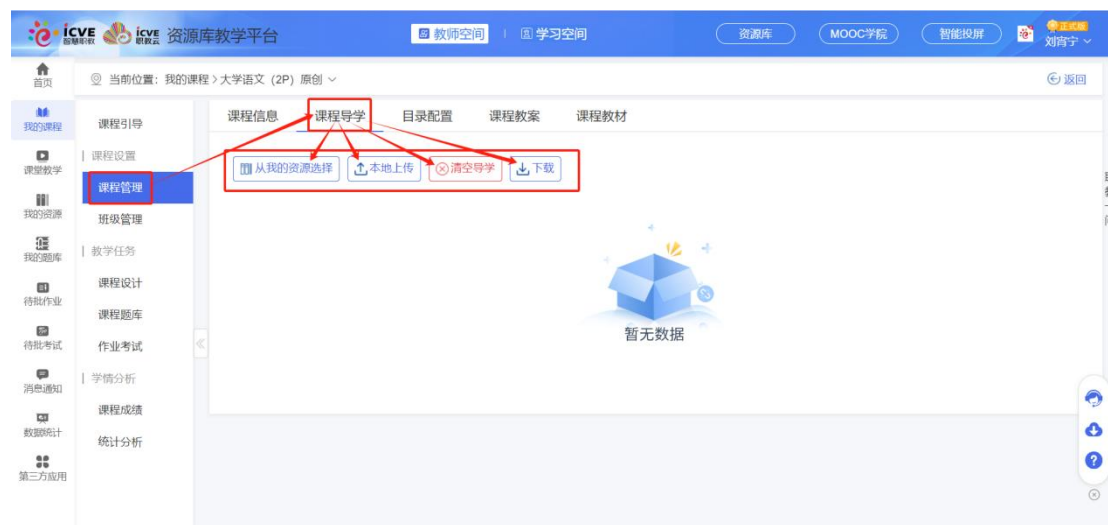 icve 智慧职教 icve 职教云 资源库教学平台 教师空间 学习空间 资源库 MOOC学院 智能投屏 正式版 刘宵宁
首页 当前位置：我的课程>大学语文（2P）原创 返回
我的课程
课堂教学
我的资源
我的题库
待批作业
待批考试
消息通知
数据统计
第三方应用
课程引导
课程设置
课程管理
班级管理
教学任务
课程设计
课程题库
作业考试
学情分析
课程成绩
统计分析
课程信息 课程导学 目录配置 课程教案 课程教材
从我的资源选择 本地上传 清空导学 下载
暂无数据